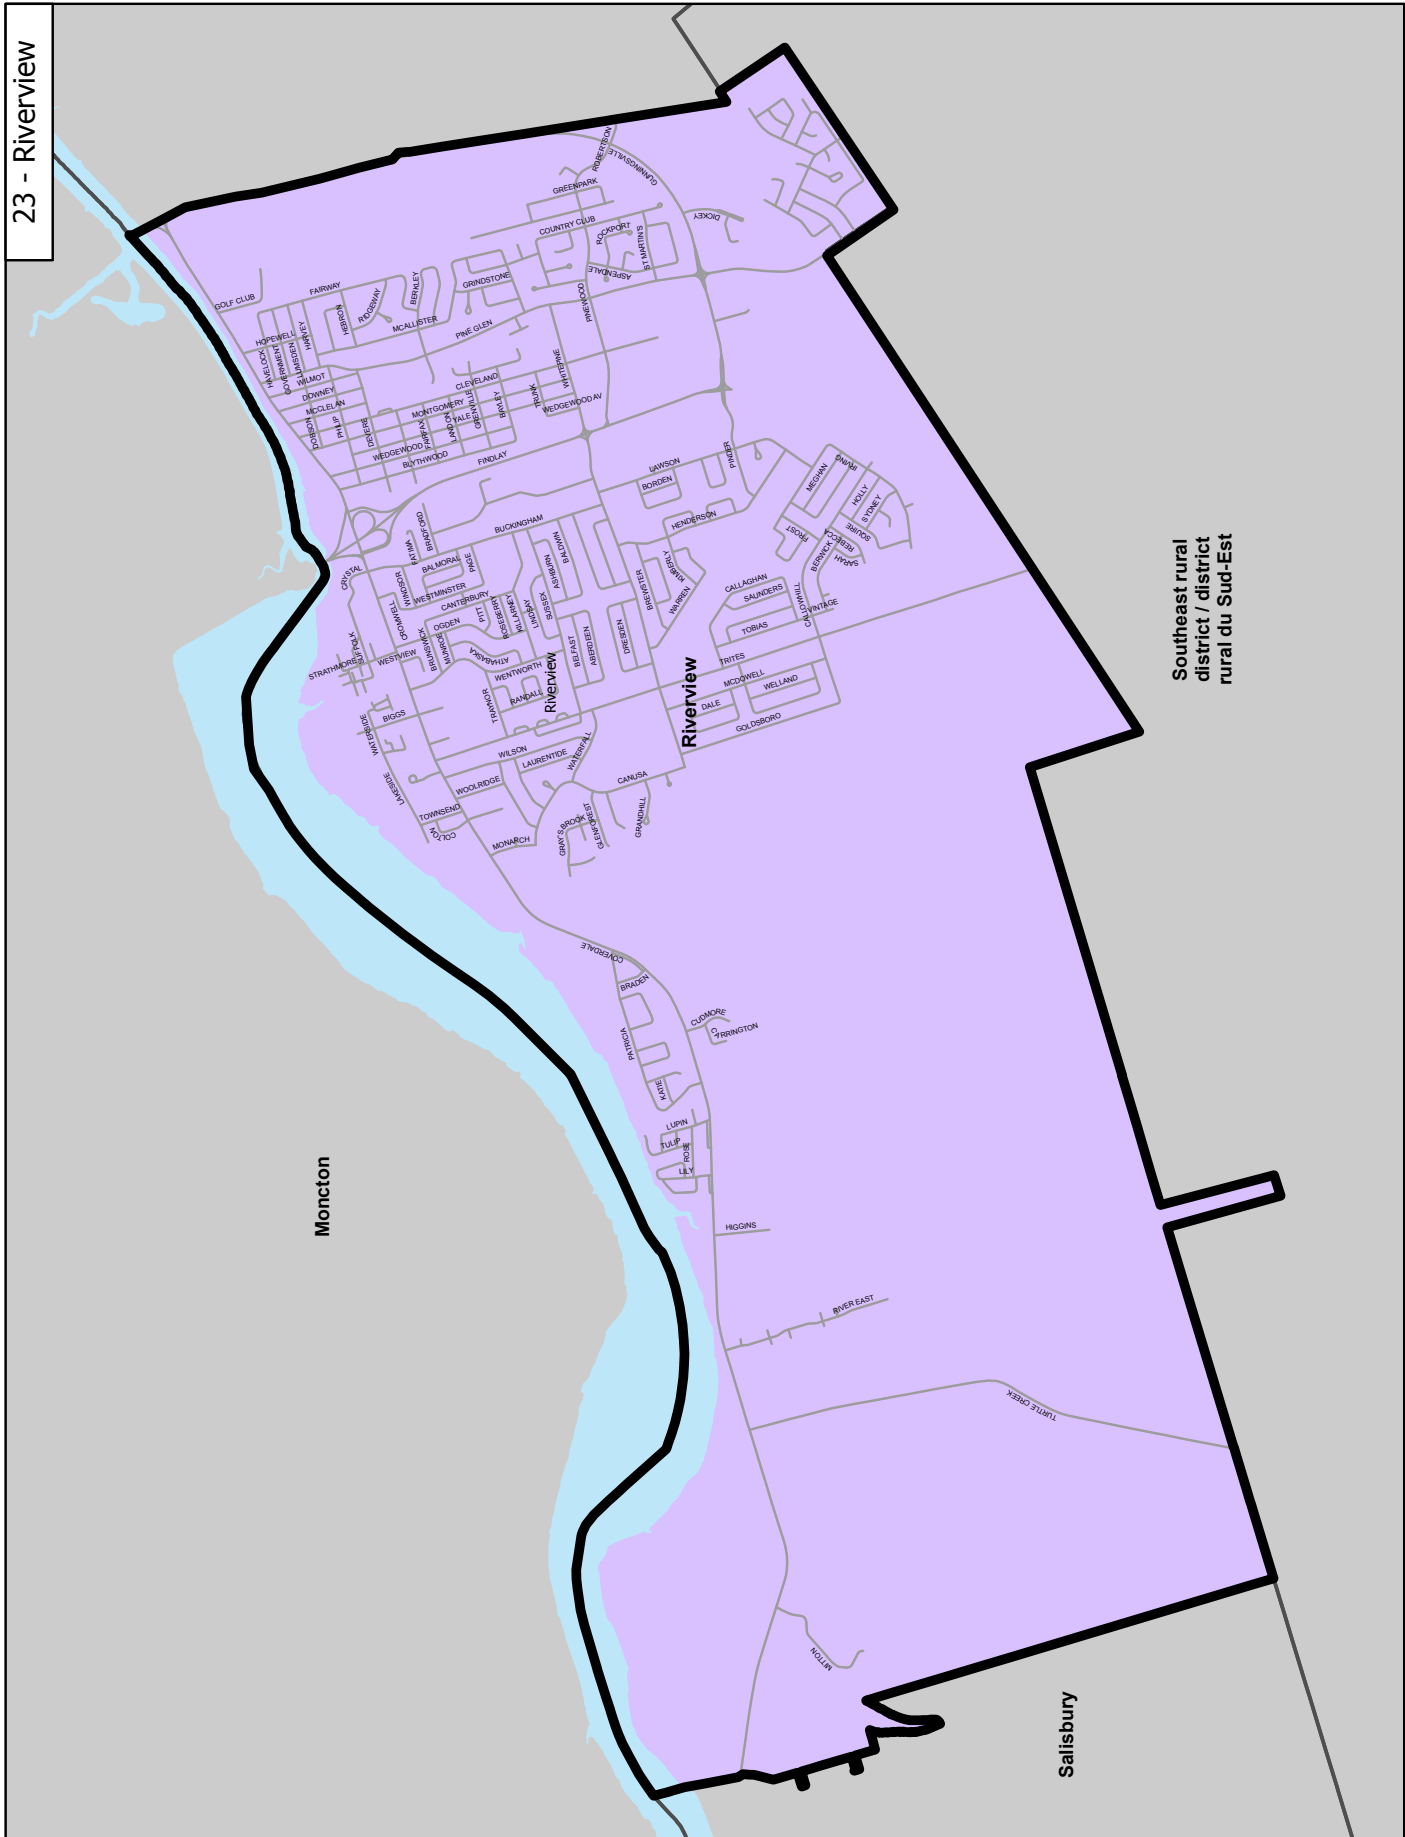 23 - Riverview
Moncton
Riverview
Riverview
Salisbury
Southeast rural
district / district
rural du Sud-Est
GOLF CLUB
FAIRWAY
HOPEWELL
HAVELOCK
GOVERNMENT
LUMSDEN
HARVEY
HEBRON
RIDGEWAY
BERKLEY
GRINDSTONE
MCALLISTER
PINE GLEN
WILMOT
DOWNEY
MCCLELAN
DOBSON
PHILIP
DEVERE
MONTGOMERY
CLEVELAND
FAIRFAX
LANDON
YALE
GRENVILLE
BAYLEY
TRUNK
WHITEPINE
WEDGEWOOD AV
WEDGEWOOD
BLYTHWOOD
FINDLAY
GREENPARK
ROBERTSON
GUNNINGSVILLE
COUNTRY CLUB
ROCKPORT
ST MARTINS
ASPENDALE
PINEWOOD
DICKEY
CRYSTAL
BRADFORD
FATIMA
BUCKINGHAM
BALMORAL
PAGE
WINDSOR
WESTMINSTER
CROMWELL
CANTERBURY
PITT
ROSEBERRY
KILLARNEY
LINDSAY
SUSSEX
ASHBURN
BALDWIN
OGDEN
BRUNSWICK
MUNROE
ATHABASKA
SUFFOLK
STRATHMORE
WESTVIEW
WENTWORTH
TRAYNOR
RANDALL
BELFAST
ABERDEEN
DRESDEN
BREWSTER
KIMBERLY
WARREN
HENDERSON
LAWSON
BORDEN
PINDER
MEGHAN
IRVING
HOLLY
SYDNEY
SQUIRE
REBECCA
SARAH
FROST
BERWICK
CALLAGHAN
SAUNDERS
CALLOWHILL
VINTAGE
TOBIAS
TRITES
MCDOWELL
WELLAND
DALE
GOLDSBORO
WATERSIDE
BIGGS
LAKESIDE
WILSON
LAURENTIDE
WATERFALL
WOOLRIDGE
TOWNSEND
COLTON
MONARCH
CANUSA
GRANDHILL
GLENFOREST
GRAY'S BROOK
COVERDALE
BRADEN
PATRICIA
CUDMORE
CARRINGTON
KATIE
LUPIN
TULIP
ROSE
LILY
HIGGINS
RIVER EAST
TURTLE CREEK
MITTON